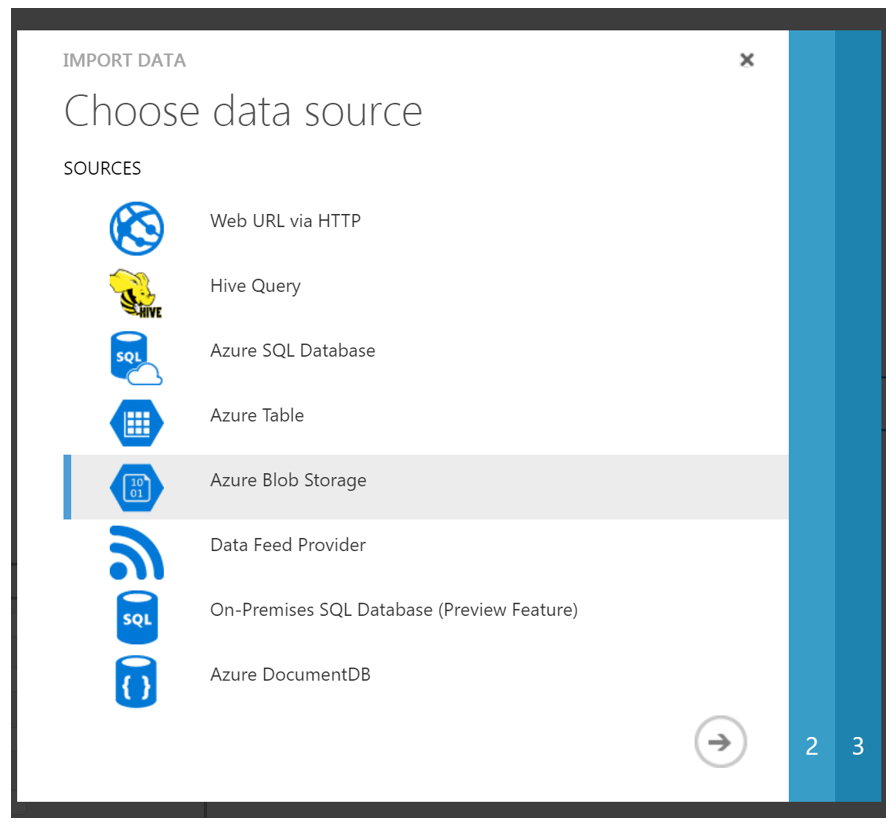 IMPORT DATA
Choose data source
SOURCES
Web URL via HTTP
HIVE
Hive Query
SQL
Azure SQL Database
Azure Table
10
01
Azure Blob Storage
Data Feed Provider
SQL
On-Premises SQL Database (Preview Feature)
{ }
Azure DocumentDB
2 3